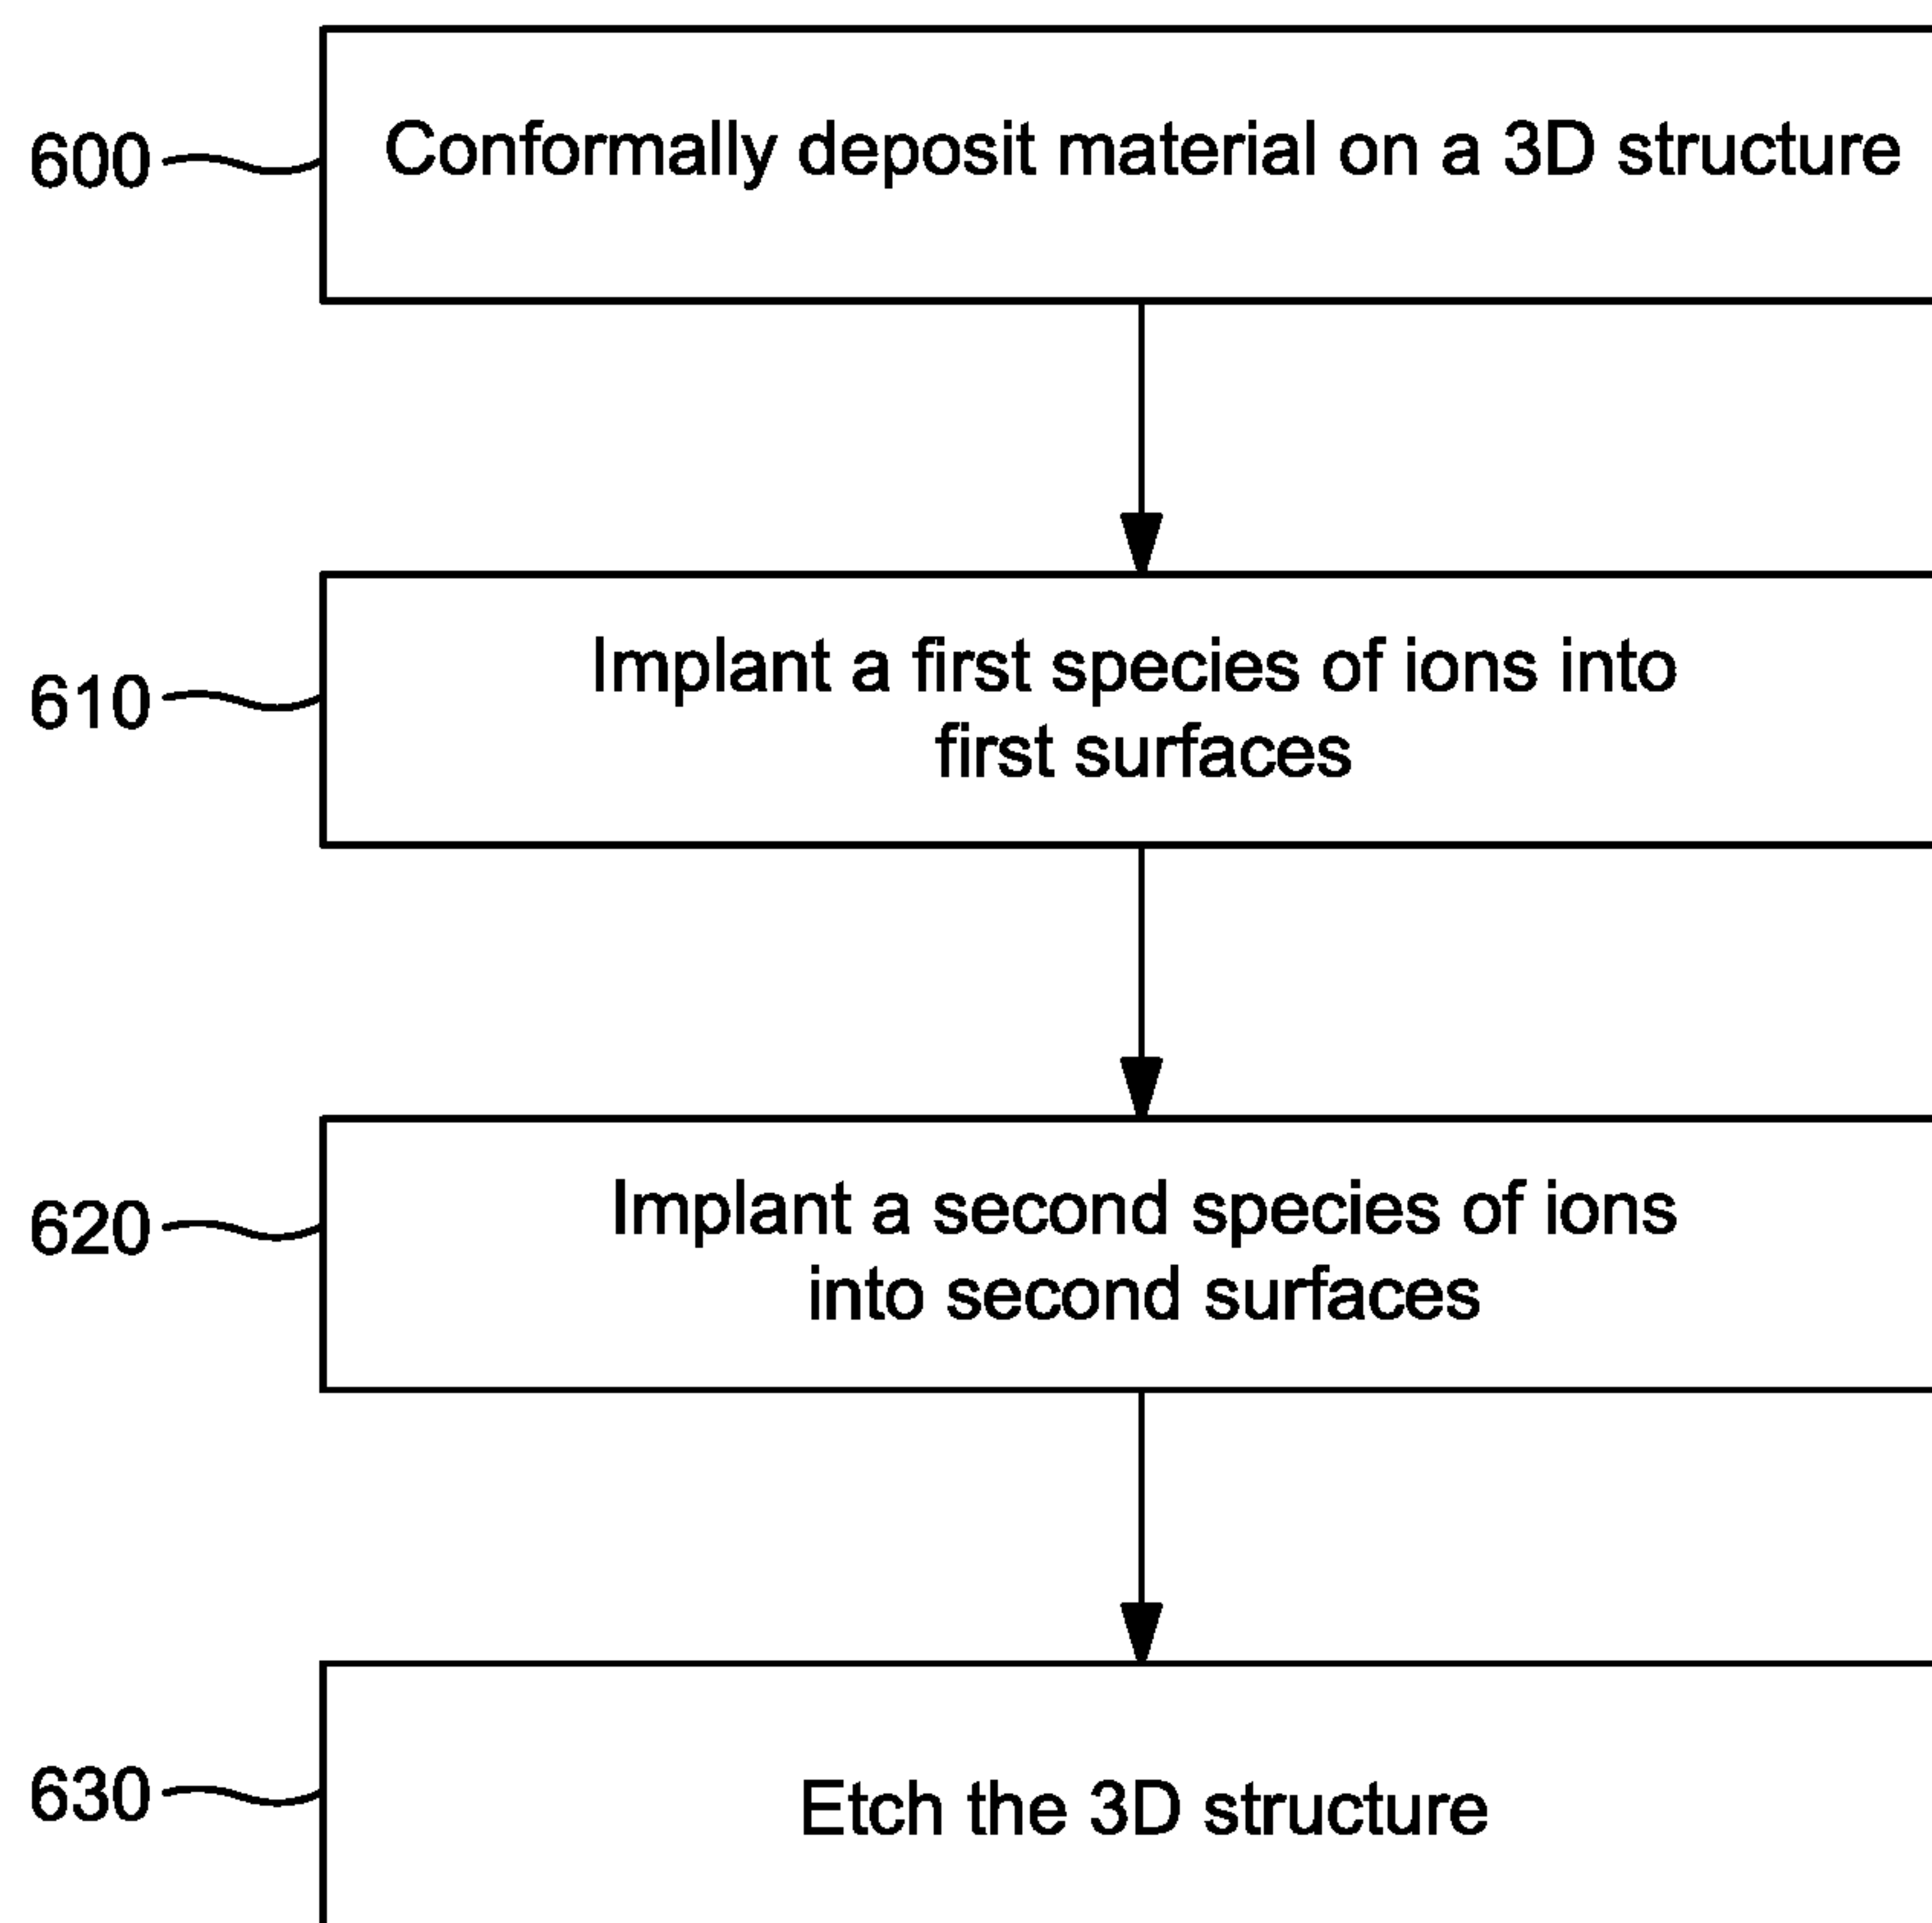 600
Conformally deposit material on a 3D structure
610
Implant a first species of ions into
first surfaces
620
Implant a second species of ions
into second surfaces
630
Etch the 3D structure